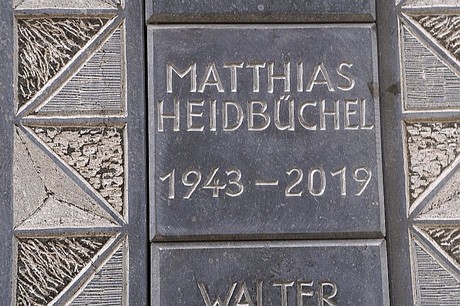 MATTHIAS
HEIDBÜCHEL
1943 – 2019
WALTER